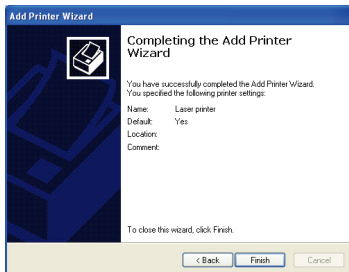 Add Printer Wizard
Completing the Add Printer
Wizard
You have successfully completed the Add Printer Wizard.
You specified the following printer settings:
Name: Laser printer
Default: Yes
Location:
Comment:
To close this wizard, click Finish.
< Back Finish Cancel